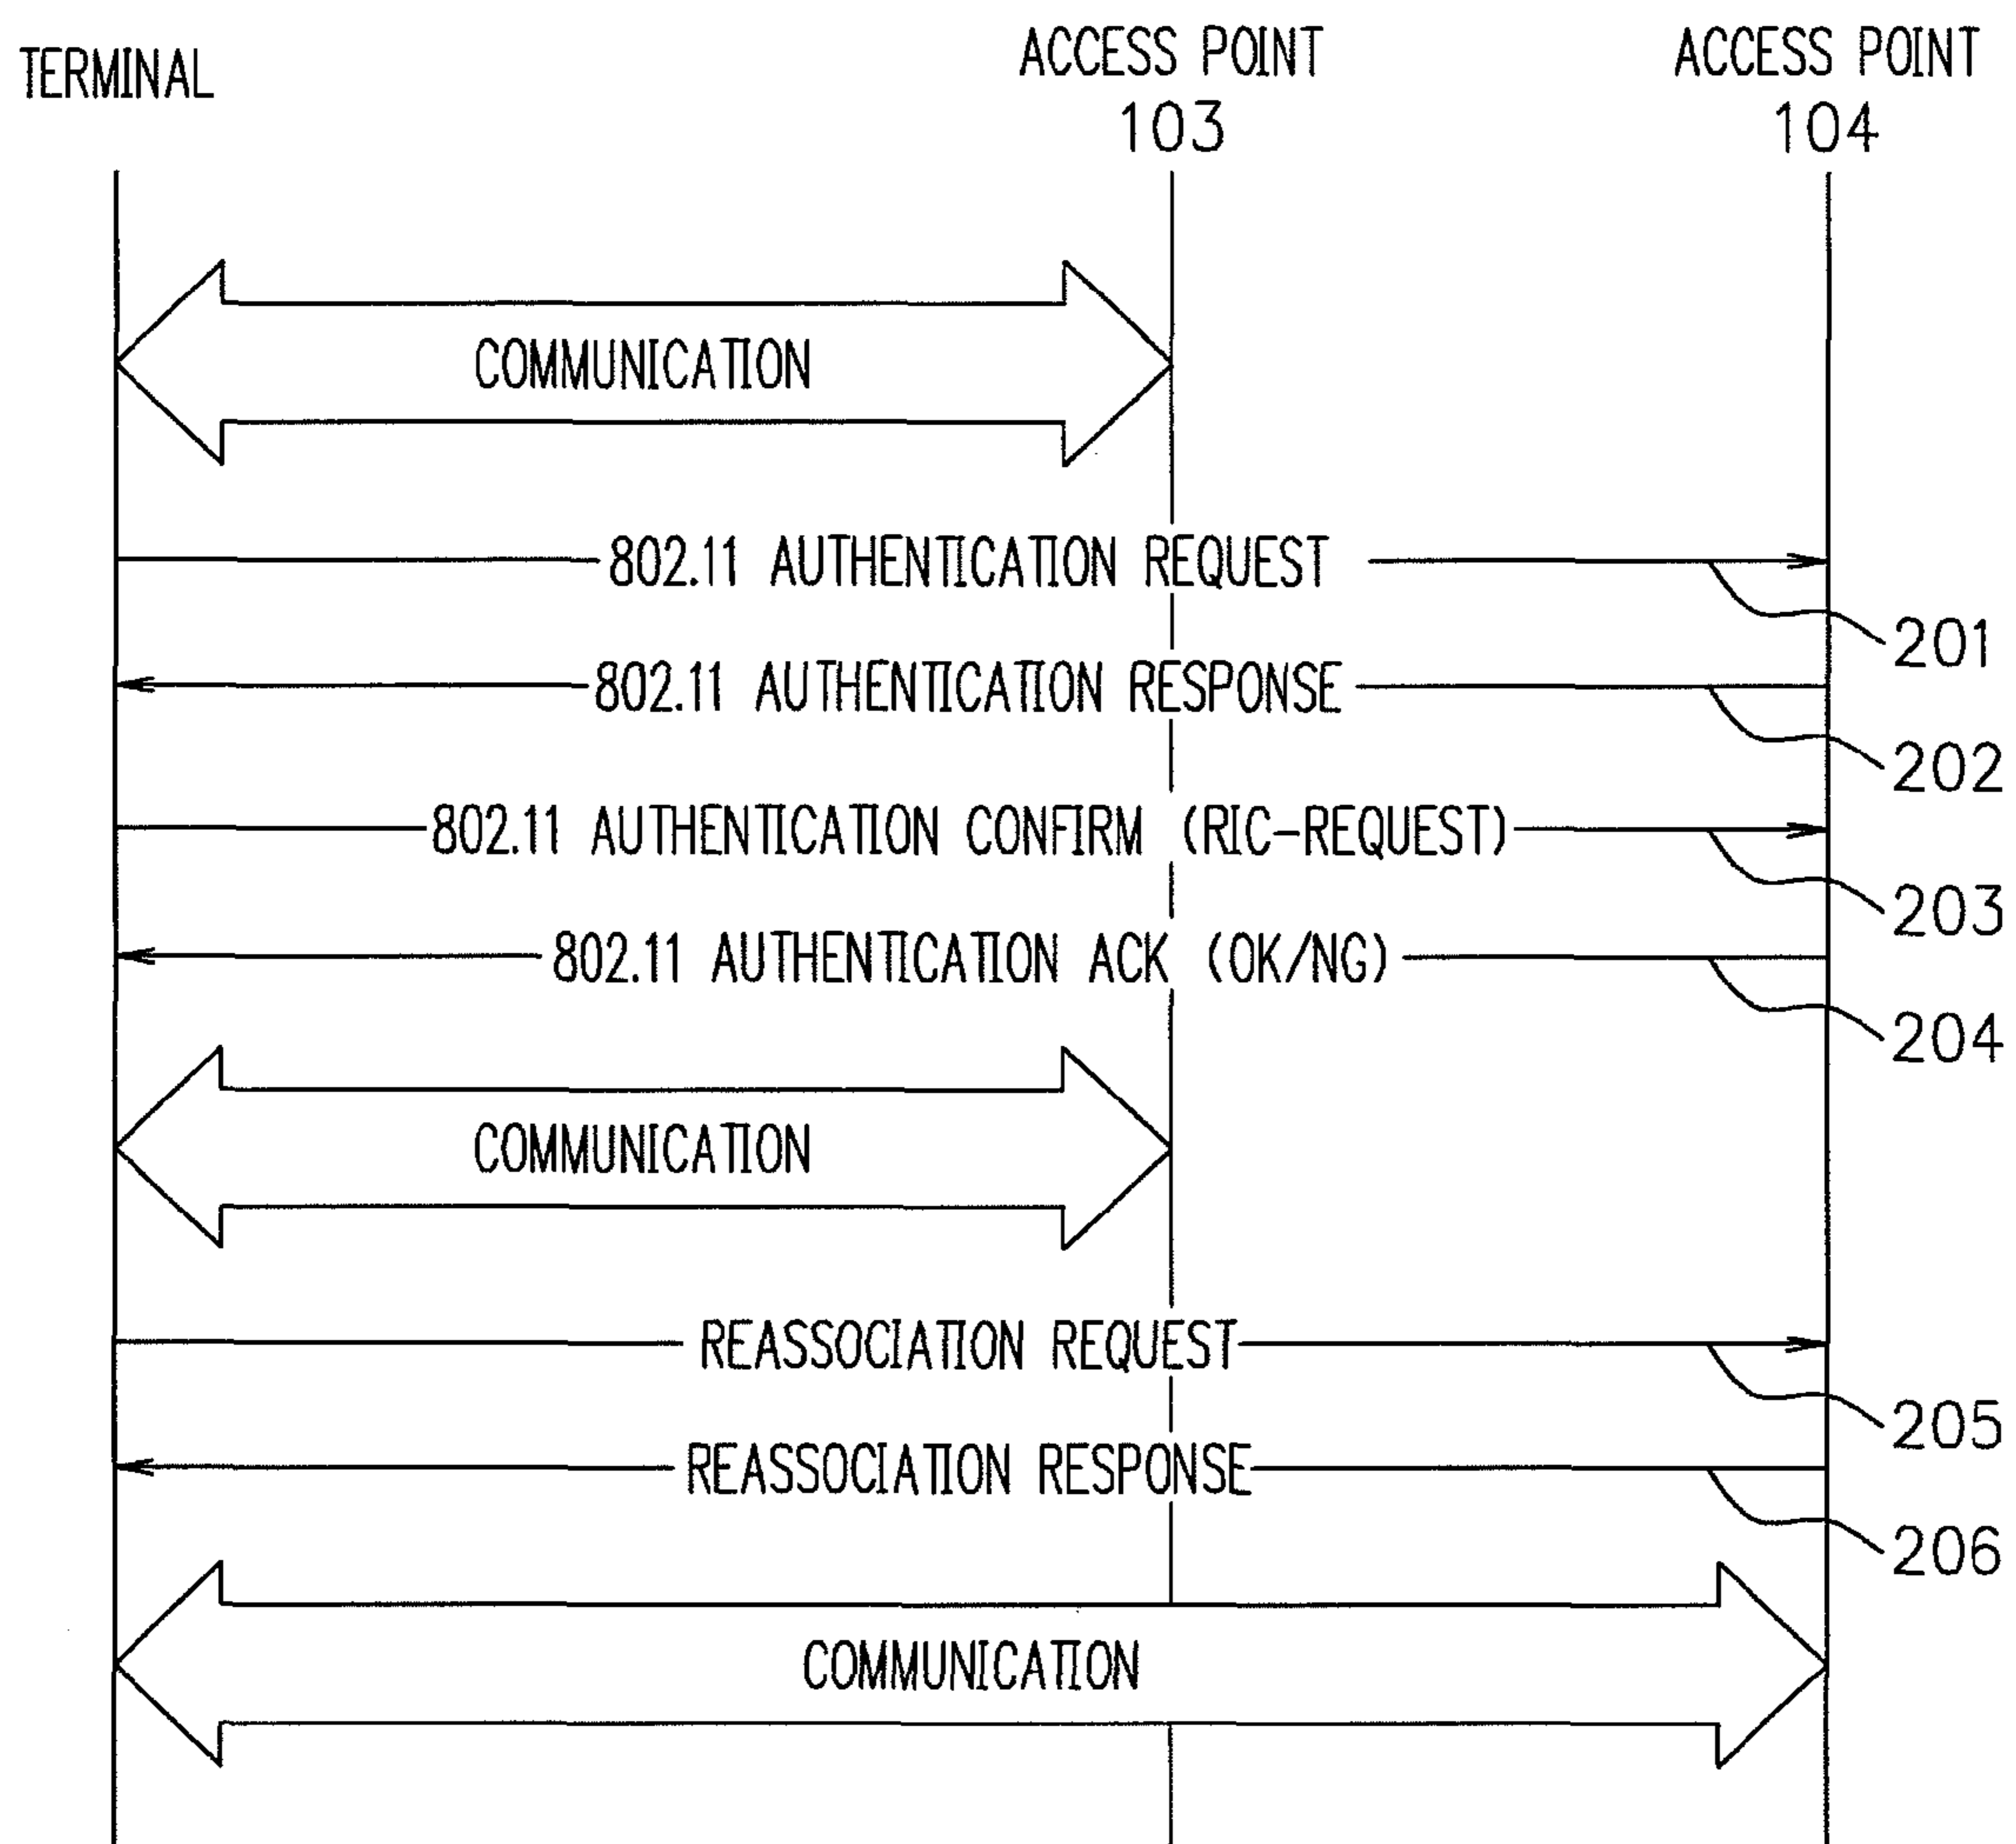 TERMINAL
ACCESS POINT
103
ACCESS POINT
104
COMMUNICATION
802.11 AUTHENTICATION REQUEST
201
802.11 AUTHENTICATION RESPONSE
202
802.11 AUTHENTICATION CONFIRM (RIC-REQUEST)
203
802.11 AUTHENTICATION ACK (OK/NG)
204
COMMUNICATION
REASSOCIATION REQUEST
205
REASSOCIATION RESPONSE
206
COMMUNICATION